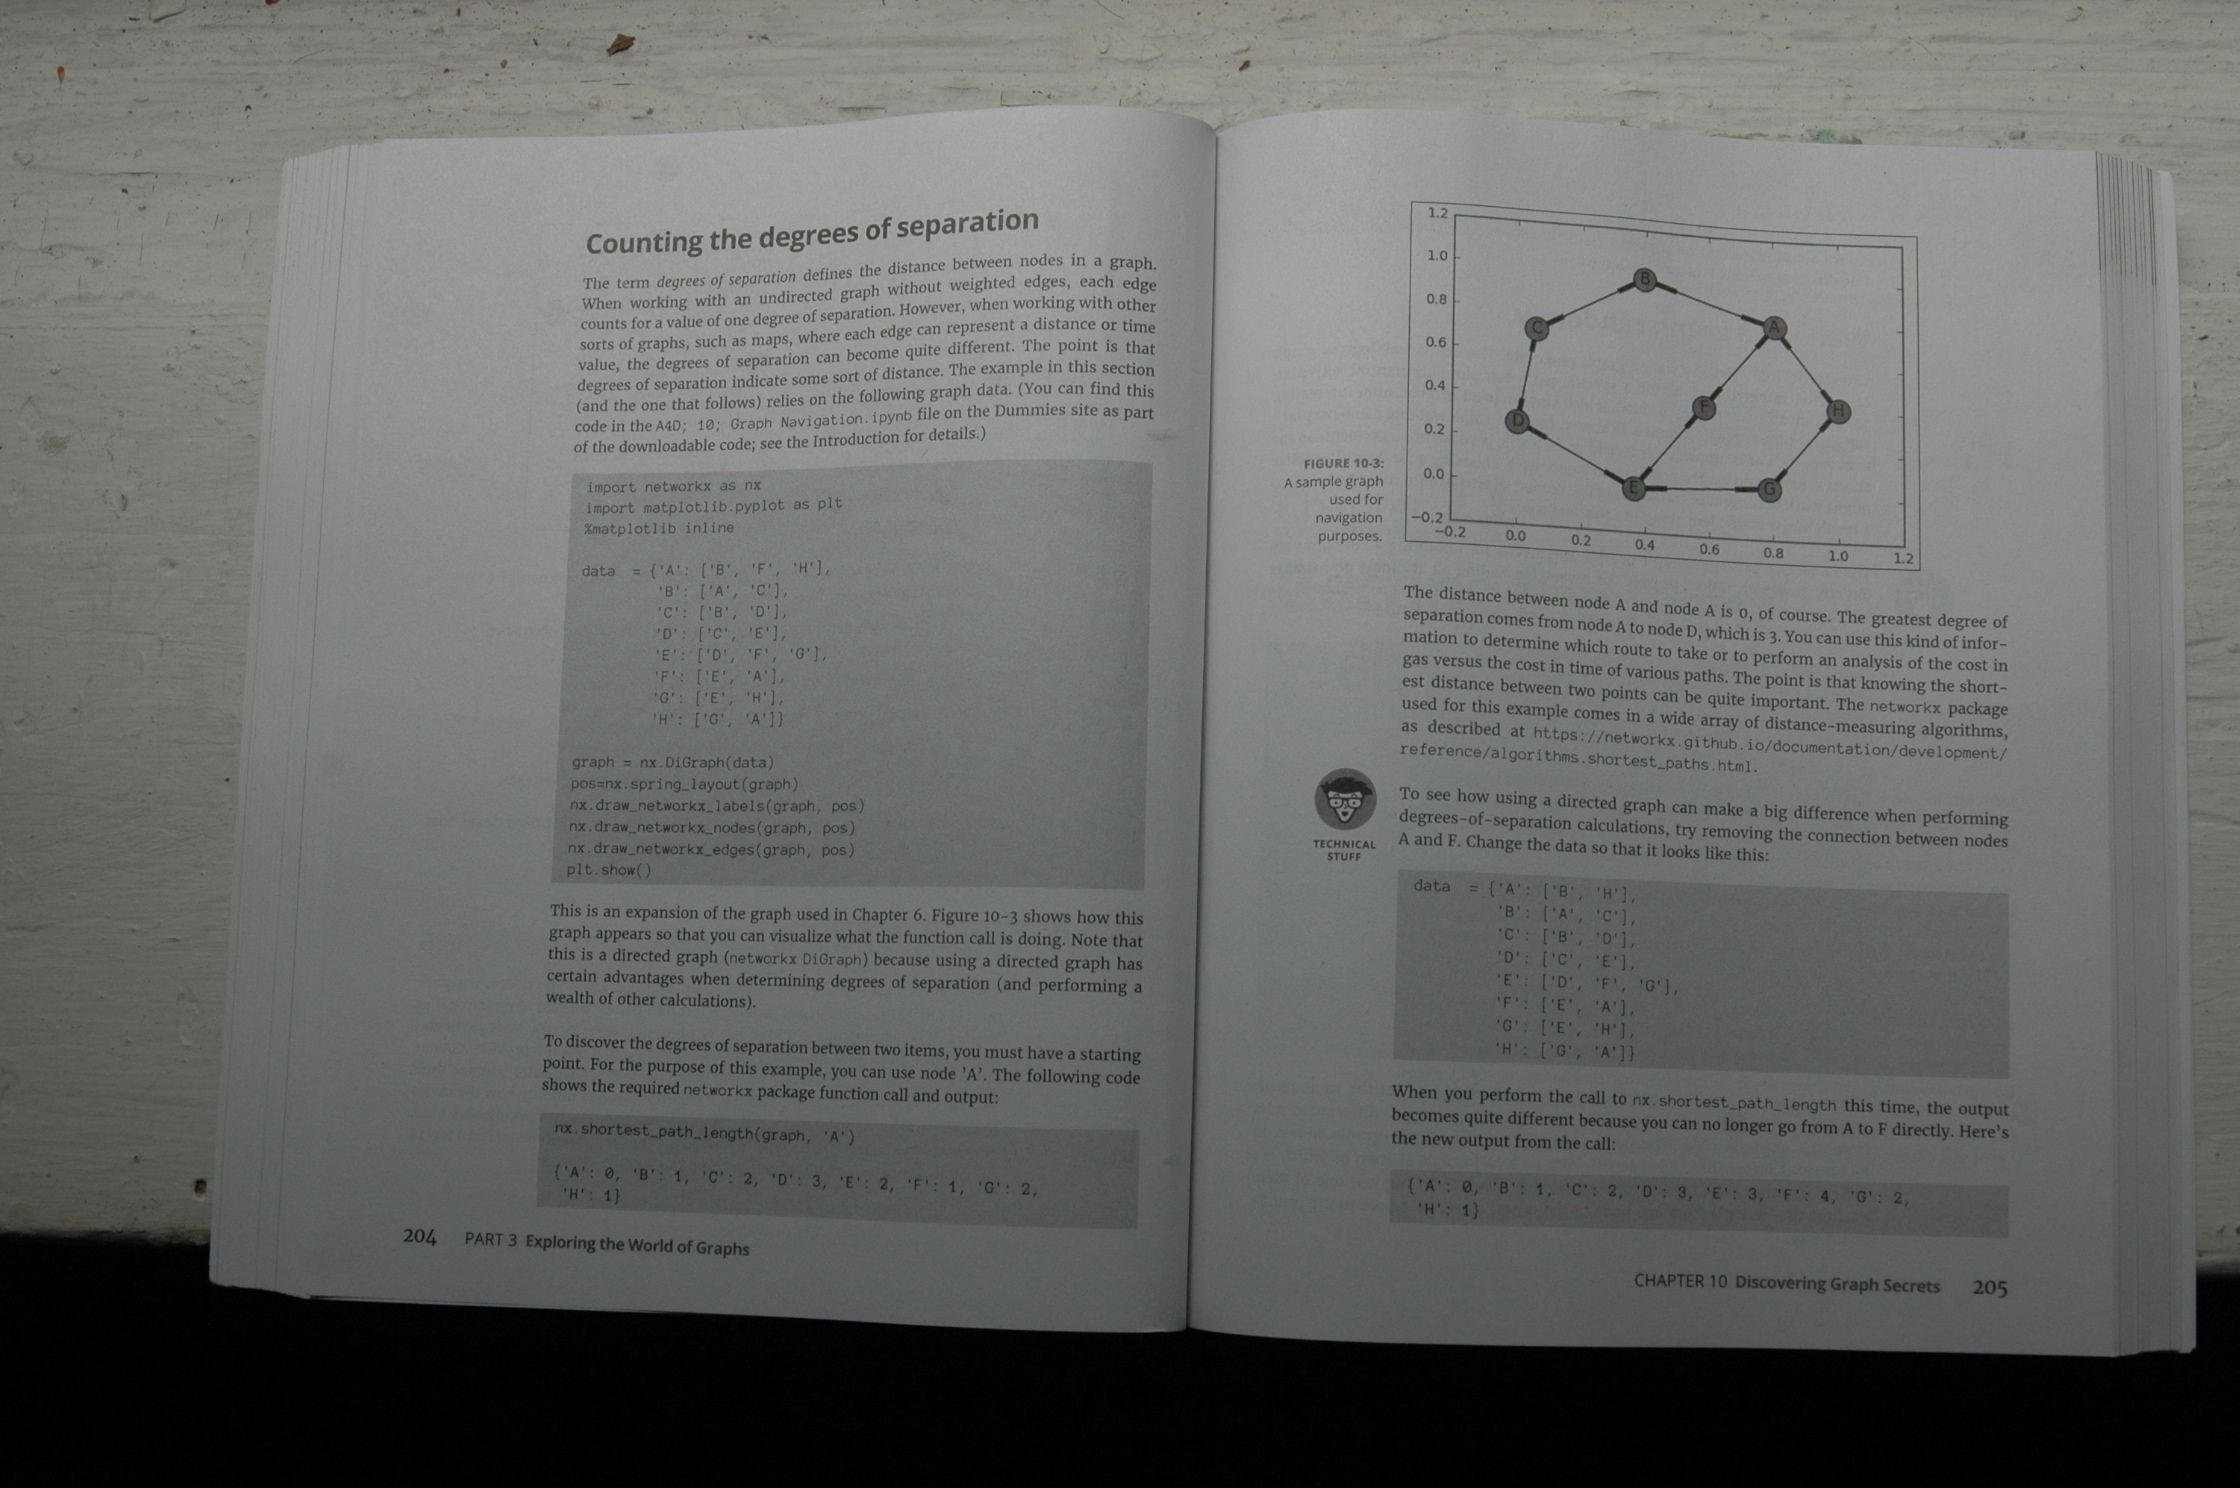 Counting the degrees of separation
The term degrees of separation defines the distance between nodes in a graph.
When working with an undirected graph without weighted edges, each edge
counts for a value of one degree of separation. However, when working with other
sorts of graphs, such as maps, where each edge can represent a distance or time
value, the degrees of separation can become quite different. The point is that
degrees of separation indicate some sort of distance. The example in this section
(and the one that follows) relies on the following graph data. (You can find this
code in the A4D; 10; Graph Navigation.ipynb file on the Dummies site as part
of the downloadable code; see the Introduction for details.)
import networkx as nx
import matplotlib.pyplot as plt
%matplotlib inline
data = {'A': ['B', 'F', 'H'],
'B': ['A', 'C'],
'C': ['B', 'D'],
'D': ['C', 'E'],
'E': ['D', 'F', 'G'],
'F': ['E', 'A'],
'G': ['E', 'H'],
'H': ['G', 'A']}
graph = nx.DiGraph(data)
pos=nx.spring_layout(graph)
nx.draw_networkx_labels(graph, pos)
nx.draw_networkx_nodes(graph, pos)
nx.draw_networkx_edges(graph, pos)
plt.show()
This is an expansion of the graph used in Chapter 6. Figure 10-3 shows how this
graph appears so that you can visualize what the function call is doing. Note that
this is a directed graph (networkx DiGraph) because using a directed graph has
certain advantages when determining degrees of separation (and performing a
wealth of other calculations).
To discover the degrees of separation between two items, you must have a starting
point. For the purpose of this example, you can use node 'A'. The following code
shows the required networkx package function call and output:
nx.shortest_path_length(graph, 'A')
{'A': 0, 'B': 1, 'C': 2, 'D': 3, 'E': 2, 'F': 1, 'G': 2,
'H': 1}
204 PART 3 Exploring the World of Graphs
1.2
1.0
0.8
0.6
0.4
0.2
0.0
−0.2
−0.2 0.0 0.2 0.4 0.6 0.8 1.0 1.2
B
C
A
F
H
D
E
G
FIGURE 10-3:
A sample graph
used for
navigation
purposes.
The distance between node A and node A is 0, of course. The greatest degree of
separation comes from node A to node D, which is 3. You can use this kind of infor-
mation to determine which route to take or to perform an analysis of the cost in
gas versus the cost in time of various paths. The point is that knowing the short-
est distance between two points can be quite important. The networkx package
used for this example comes in a wide array of distance-measuring algorithms,
as described at https://networkx.github.io/documentation/development/
reference/algorithms.shortest_paths.html.
TECHNICAL
STUFF
To see how using a directed graph can make a big difference when performing
degrees-of-separation calculations, try removing the connection between nodes
A and F. Change the data so that it looks like this:
data = {'A': ['B', 'H'],
'B': ['A', 'C'],
'C': ['B', 'D'],
'D': ['C', 'E'],
'E': ['D', 'F', 'G'],
'F': ['E', 'A'],
'G': ['E', 'H'],
'H': ['G', 'A']}
When you perform the call to nx.shortest_path_length this time, the output
becomes quite different because you can no longer go from A to F directly. Here's
the new output from the call:
{'A': 0, 'B': 1, 'C': 2, 'D': 3, 'E': 3, 'F': 4, 'G': 2,
'H': 1}
CHAPTER 10 Discovering Graph Secrets 205